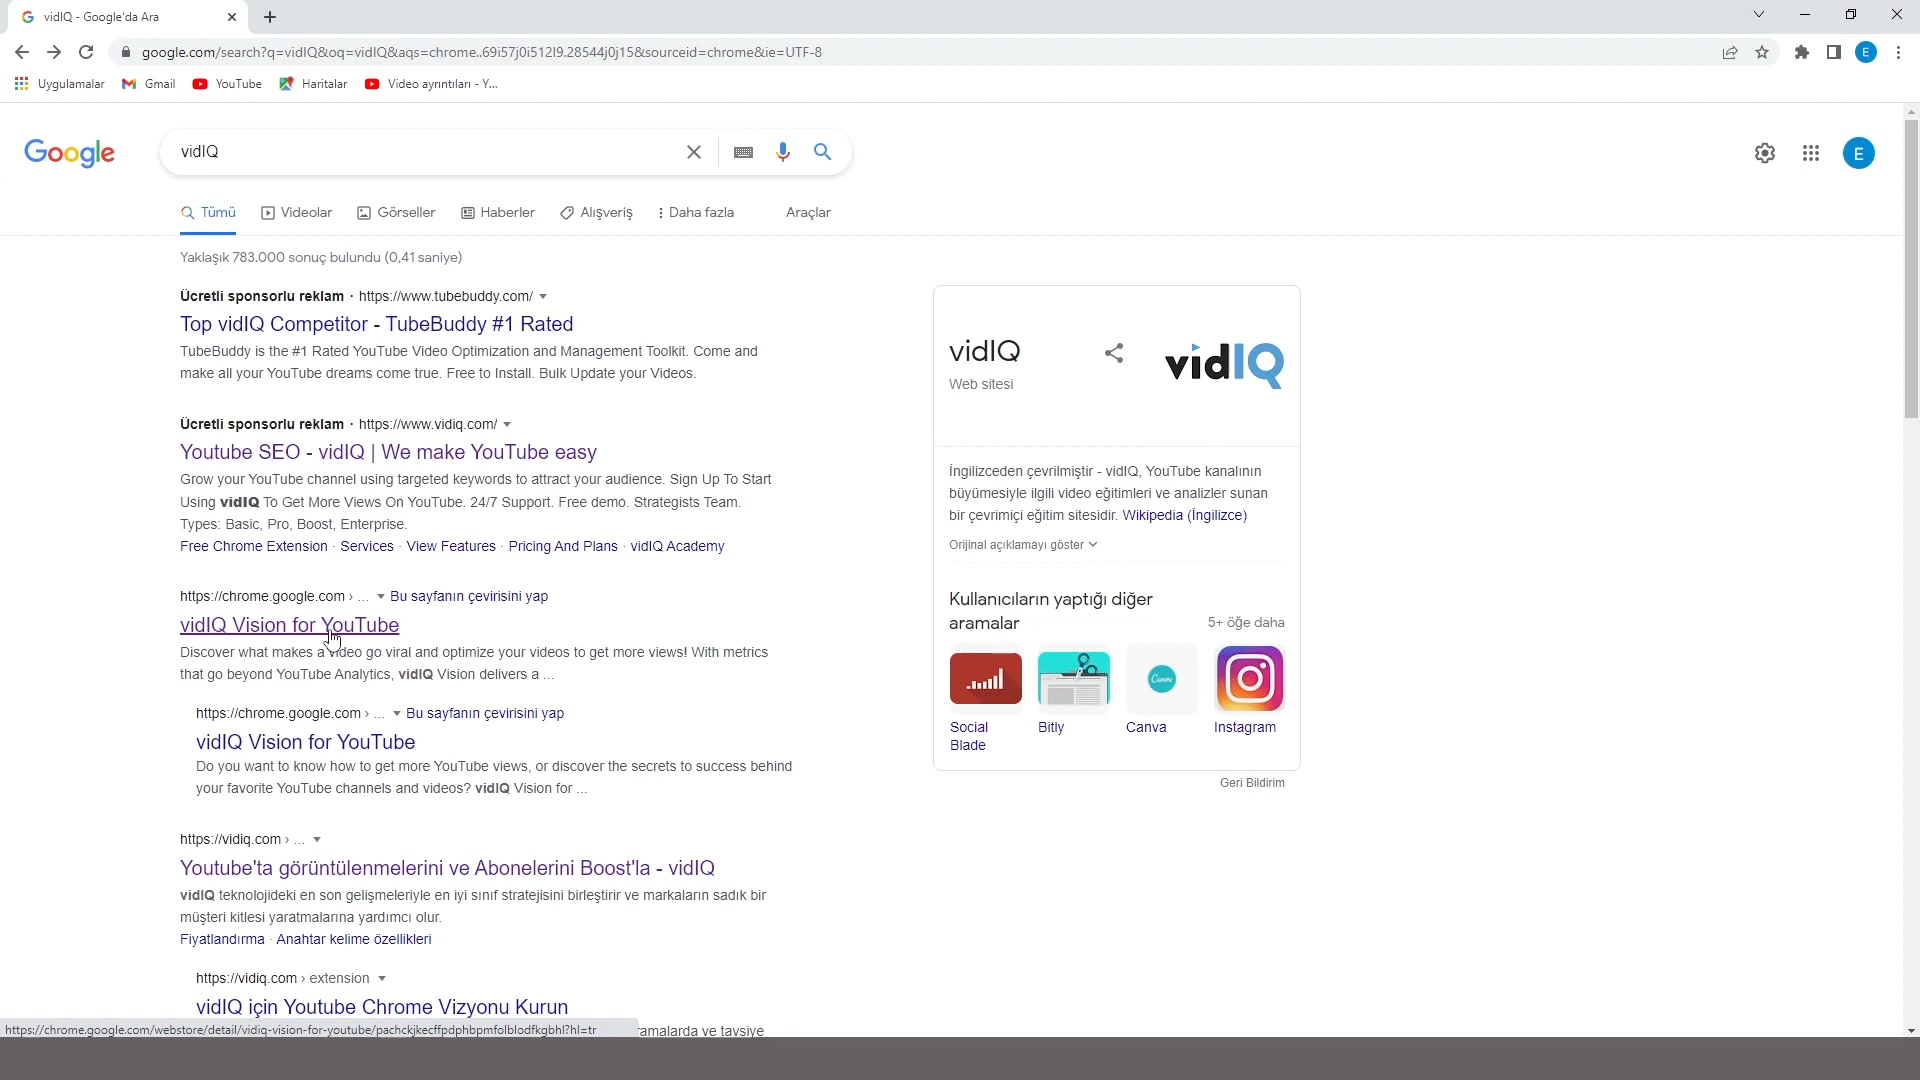 vidIQ - Google'da Ara
google.com/search?q=vidIQ&oq=vidIQ&aqs=chrome..69i57j0i512l9.28544j0j15&sourceid=chrome&ie=UTF-8
E
Uygulamalar
Gmail
YouTube
Haritalar
Video ayrıntıları - Y...
Google
vidIQ
E
Tümü
Videolar
Görseller
Haberler
Alışveriş
Daha fazla
Araçlar
Yaklaşık 783.000 sonuç bulundu (0,41 saniye)
Ücretli sponsorlu reklam · https://www.tubebuddy.com/
Top vidIQ Competitor - TubeBuddy #1 Rated
TubeBuddy is the #1 Rated YouTube Video Optimization and Management Toolkit. Come and
make all your YouTube dreams come true. Free to Install. Bulk Update your Videos.
Ücretli sponsorlu reklam · https://www.vidiq.com/
Youtube SEO - vidIQ | We make YouTube easy
Grow your YouTube channel using targeted keywords to attract your audience. Sign Up To Start
Using vidIQ To Get More Views On YouTube. 24/7 Support. Free demo. Strategists Team.
Types: Basic, Pro, Boost, Enterprise.
Free Chrome Extension · Services · View Features · Pricing And Plans · vidIQ Academy
https://chrome.google.com › ... Bu sayfanın çevirisini yap
vidIQ Vision for YouTube
Discover what makes a video go viral and optimize your videos to get more views! With metrics
that go beyond YouTube Analytics, vidIQ Vision delivers a ...
https://chrome.google.com › ... Bu sayfanın çevirisini yap
vidIQ Vision for YouTube
Do you want to know how to get more YouTube views, or discover the secrets to success behind
your favorite YouTube channels and videos? vidIQ Vision for ...
https://vidiq.com › ...
Youtube'ta görüntülenmelerini ve Abonelerini Boost'la - vidIQ
vidIQ teknolojideki en son gelişmeleriyle en iyi sınıf stratejisini birleştirir ve markaların sadık bir
müşteri kitlesi yaratmalarına yardımcı olur.
Fiyatlandırma · Anahtar kelime özellikleri
https://vidiq.com › extension
vidIQ için Youtube Chrome Vizyonu Kurun
ramalarda ve tavsiye
https://chrome.google.com/webstore/detail/vidiq-vision-for-youtube/pachckjkecffpdphbpmfolblodfkgbhl?hl=tr
vidIQ
Web sitesi
vidIQ
İngilizceden çevrilmiştir - vidIQ, YouTube kanalının
büyümesiyle ilgili video eğitimleri ve analizler sunan
bir çevrimiçi eğitim sitesidir. Wikipedia (İngilizce)
Orijinal açıklamayı göster
Kullanıcıların yaptığı diğer
aramalar
5+ öğe daha
Canva
Social
Blade
Bitly
Canva
Instagram
Geri Bildirim